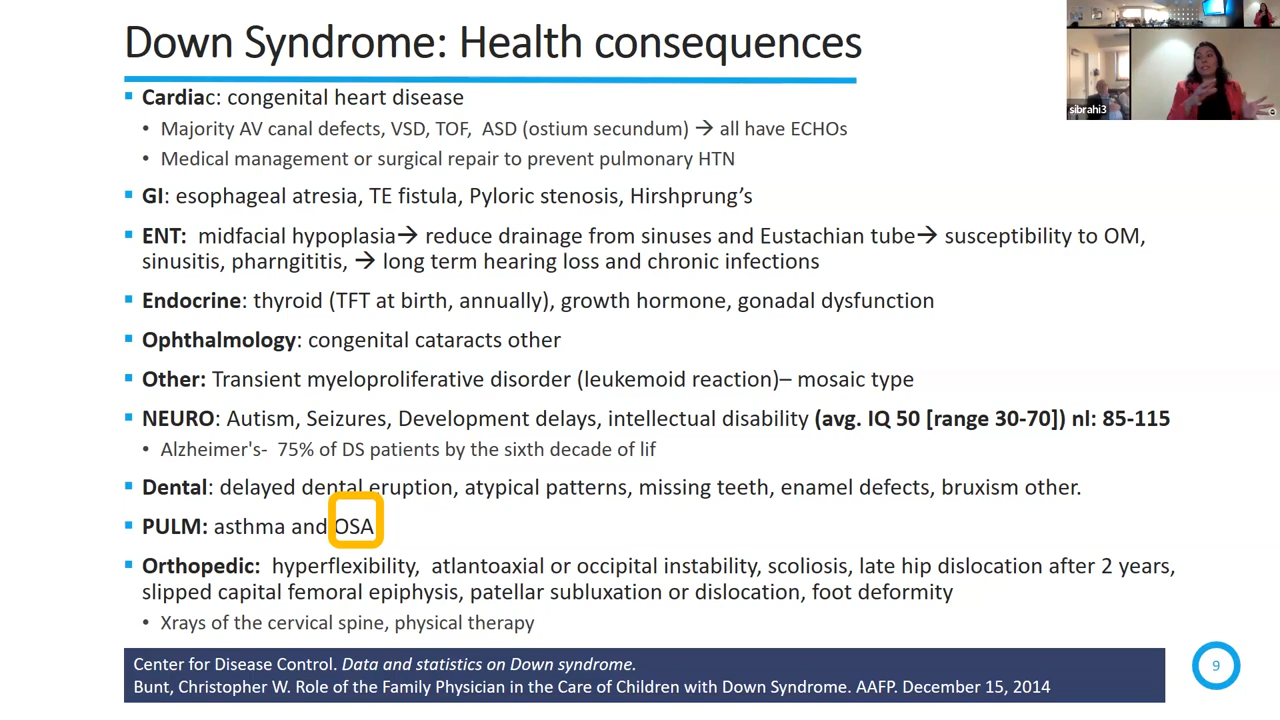 Down Syndrome: Health consequences
Cardiac: congenital heart disease
Majority AV canal defects, VSD, TOF, ASD (ostium secundum) → all have ECHOs
Medical management or surgical repair to prevent pulmonary HTN
GI: esophageal atresia, TE fistula, Pyloric stenosis, Hirshprung’s
ENT: midfacial hypoplasia→ reduce drainage from sinuses and Eustachian tube→ susceptibility to OM,
sinusitis, pharngititis, → long term hearing loss and chronic infections
Endocrine: thyroid (TFT at birth, annually), growth hormone, gonadal dysfunction
Ophthalmology: congenital cataracts other
Other: Transient myeloproliferative disorder (leukemoid reaction)– mosaic type
NEURO: Autism, Seizures, Development delays, intellectual disability (avg. IQ 50 [range 30-70]) nl: 85-115
Alzheimer's- 75% of DS patients by the sixth decade of lif
Dental: delayed dental eruption, atypical patterns, missing teeth, enamel defects, bruxism other.
PULM: asthma and OSA
Orthopedic: hyperflexibility, atlantoaxial or occipital instability, scoliosis, late hip dislocation after 2 years,
slipped capital femoral epiphysis, patellar subluxation or dislocation, foot deformity
Xrays of the cervical spine, physical therapy
Center for Disease Control. Data and statistics on Down syndrome.
Bunt, Christopher W. Role of the Family Physician in the Care of Children with Down Syndrome. AAFP. December 15, 2014
9
sibrahi3